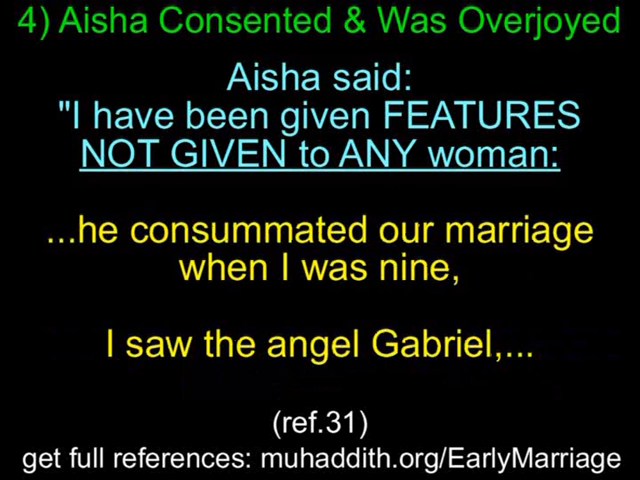 4) Aisha Consented & Was Overjoyed
Aisha said:
"I have been given FEATURES
NOT GIVEN to ANY woman:
...he consummated our marriage
when I was nine,
I saw the angel Gabriel,...
(ref.31)
get full references: muhaddith.org/EarlyMarriage